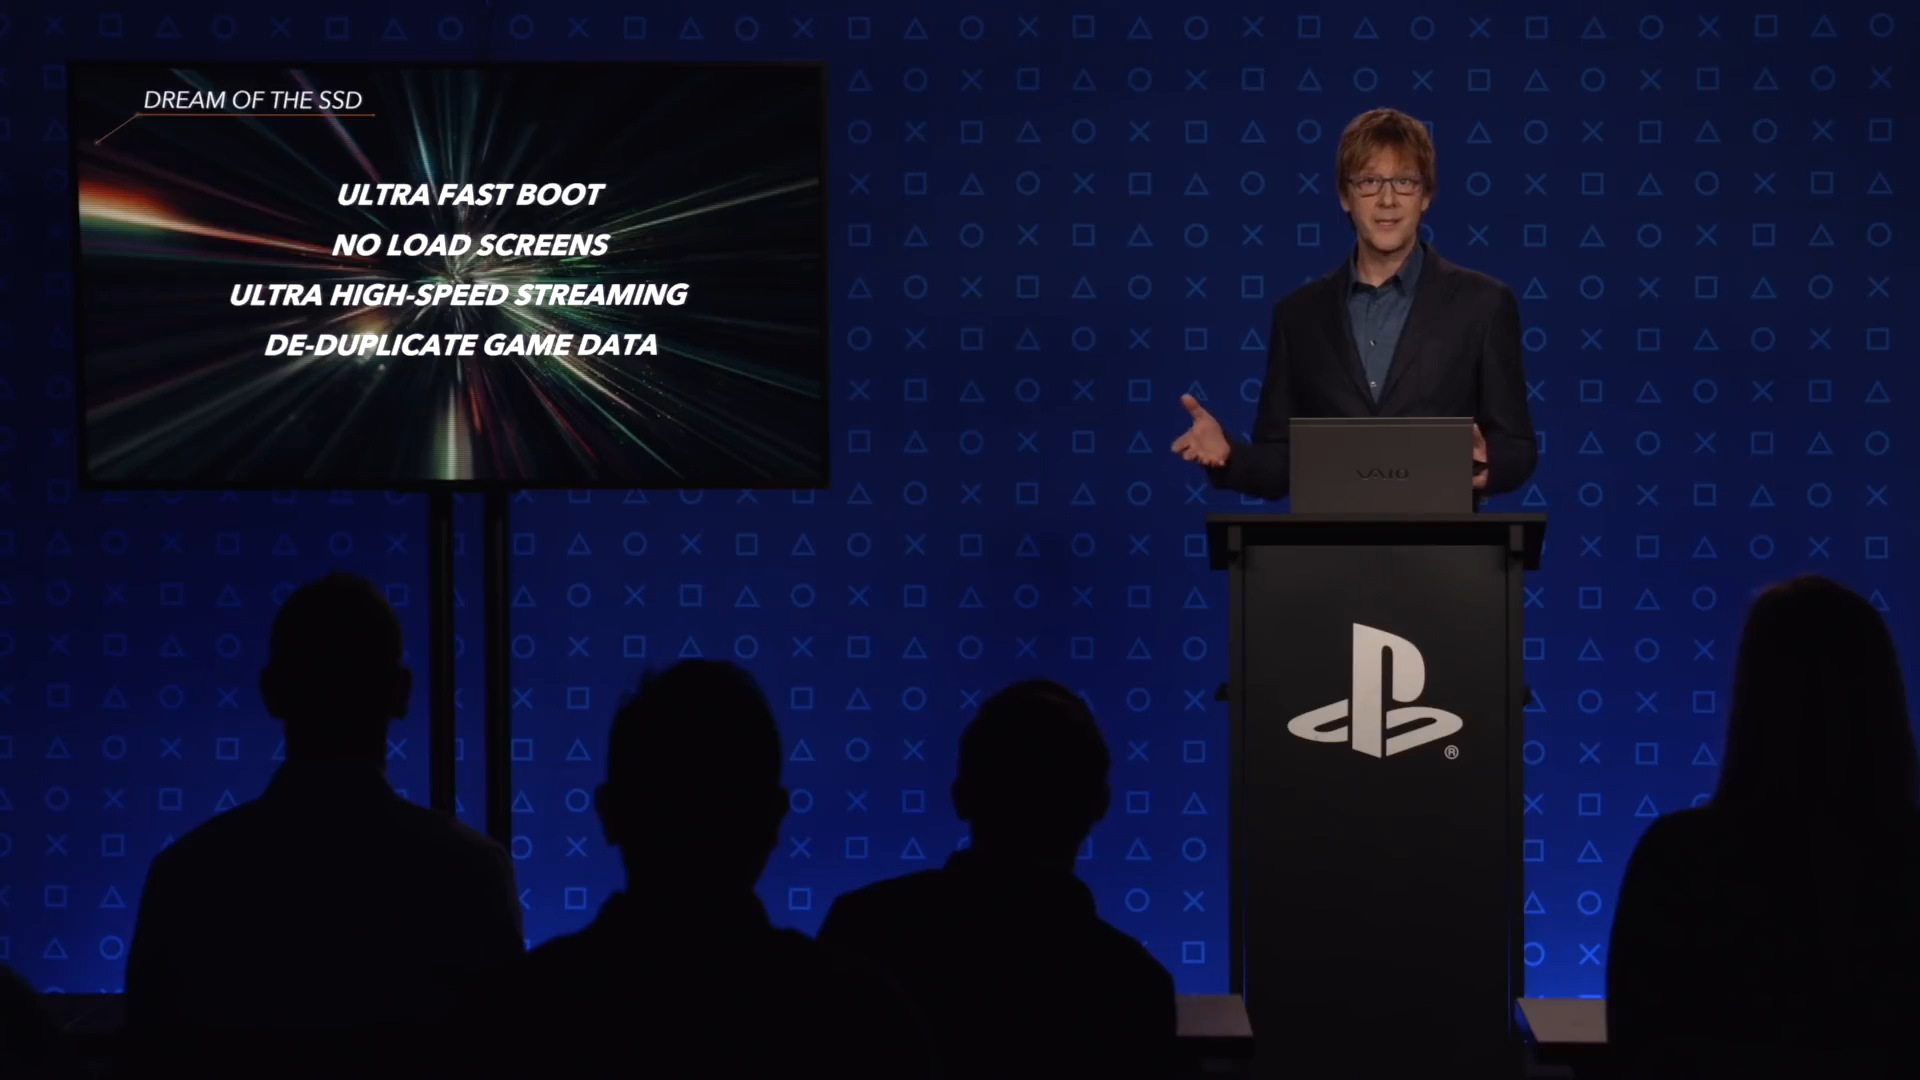 DREAM OF THE SSD
ULTRA FAST BOOT
NO LOAD SCREENS
ULTRA HIGH-SPEED STREAMING
DE-DUPLICATE GAME DATA
VAIO
®